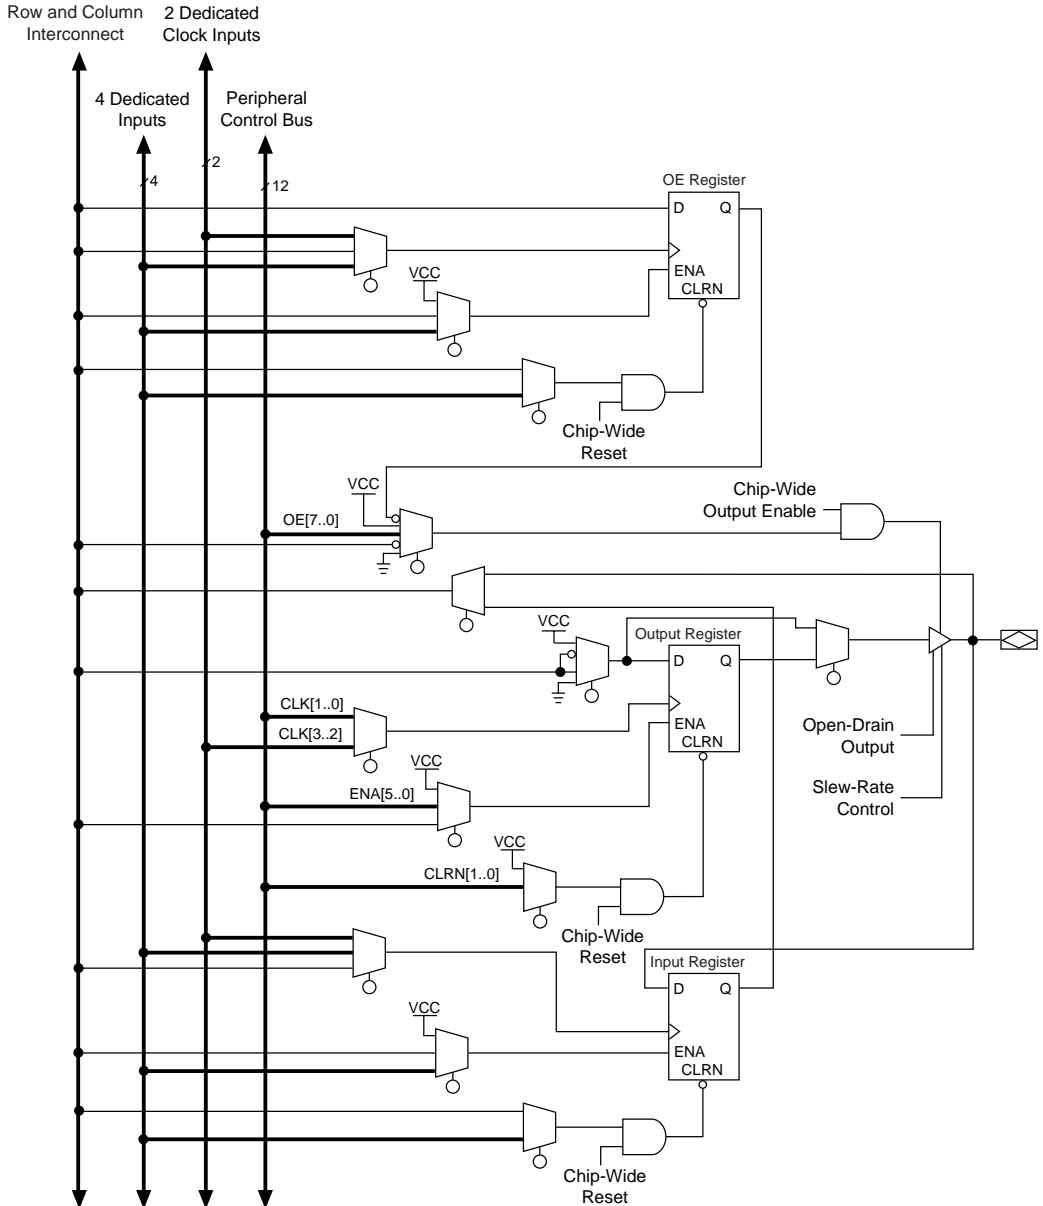 Row and Column
Interconnect
2 Dedicated
Clock Inputs
4 Dedicated
Inputs
Peripheral
Control Bus
2
4
12
OE Register
D Q
ENA
CLRN
VCC
Chip-Wide
Reset
VCC
OE[7..0]
Chip-Wide
Output Enable
VCC
Output Register
D Q
ENA
CLRN
CLK[1..0]
CLK[3..2]
Open-Drain
Output
VCC
ENA[5..0]
Slew-Rate
Control
VCC
CLRN[1..0]
Chip-Wide
Reset
Input Register
D Q
ENA
CLRN
VCC
Chip-Wide
Reset